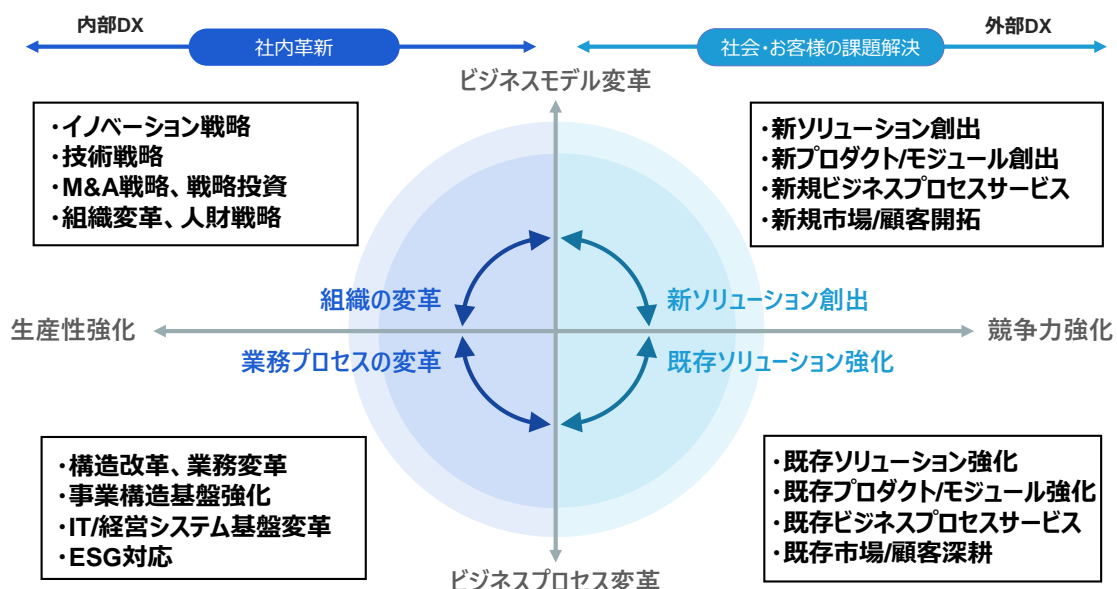 内部DX
外部DX
社内革新
社会・お客様の課題解決
ビジネスモデル変革
・イノベーション戦略
・技術戦略
・M&A戦略、戦略投資
・組織変革、人財戦略
・新ソリューション創出
・新プロダクト/モジュール創出
・新規ビジネスプロセスサービス
・新規市場/顧客開拓
組織の変革
新ソリューション創出
生産性強化
競争力強化
業務プロセスの変革
既存ソリューション強化
・構造改革、業務変革
・事業構造基盤強化
・IT/経営システム基盤変革
・ESG対応
・既存ソリューション強化
・既存プロダクト/モジュール強化
・既存ビジネスプロセスサービス
・既存市場/顧客深耕
ビジネスプロセス変革